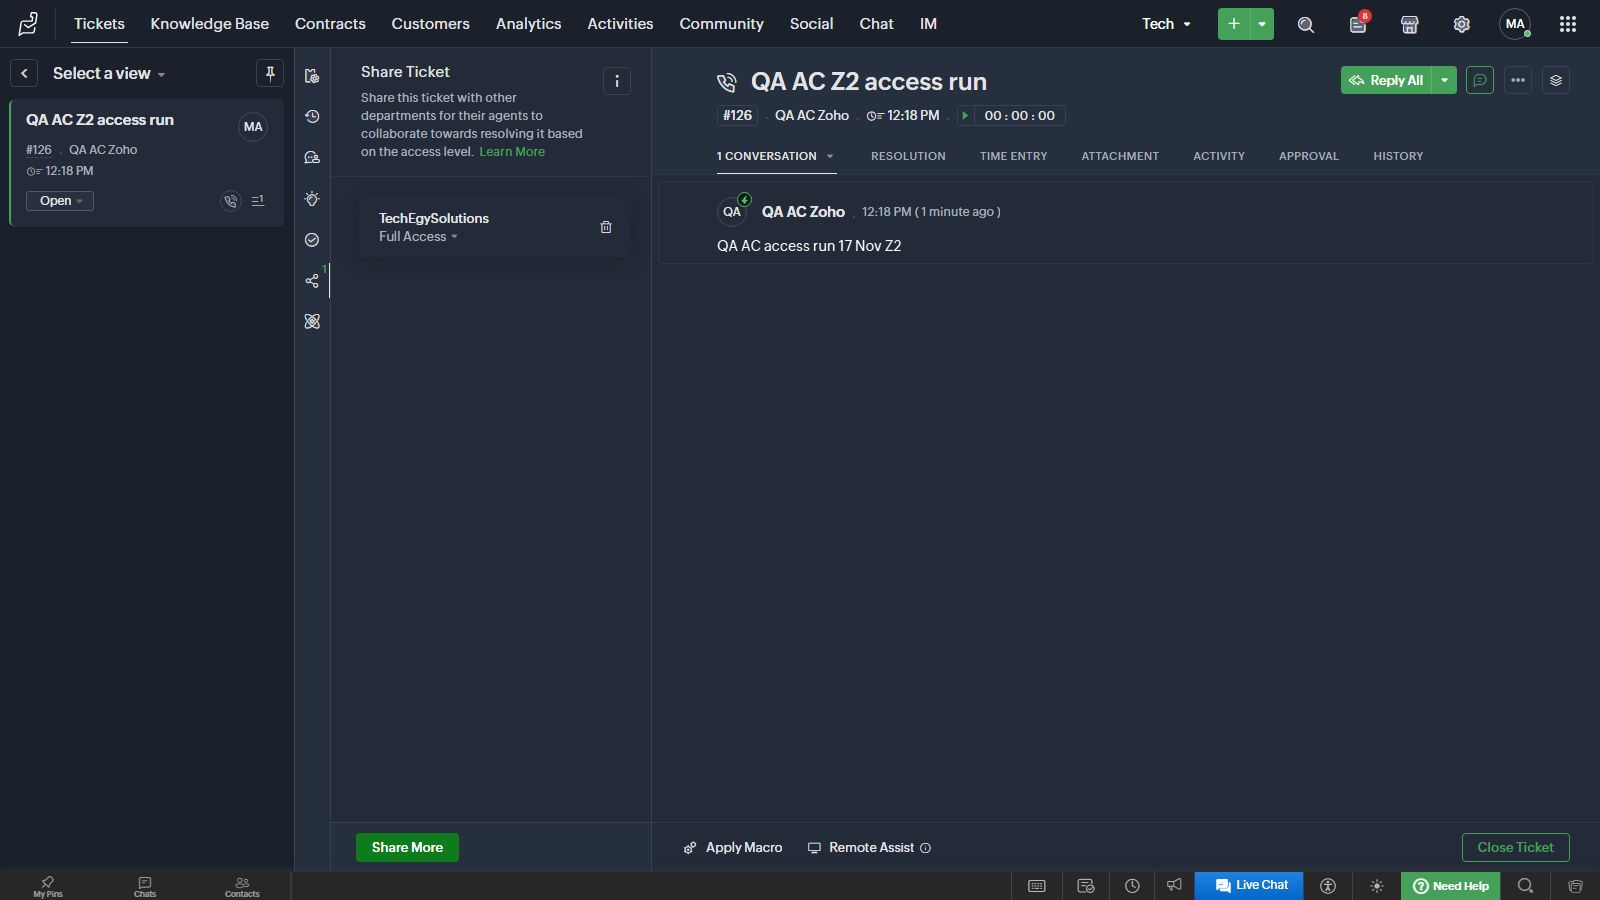 Tickets
Knowledge Base
Contracts
Customers
Analytics
Activities
Community
Social
Chat
IM
Tech
8
MA
Select a view
QA AC Z2 access run
MA
#126 . QA AC Zoho
12:18 PM
Open
1
1
Share Ticket
Share this ticket with other
departments for their agents to
collaborate towards resolving it based
on the access level. Learn More
TechEgySolutions
Full Access
Share More
QA AC Z2 access run
Reply All
#126 . QA AC Zoho . 12:18 PM . 00 : 00 : 00
1 CONVERSATION
RESOLUTION
TIME ENTRY
ATTACHMENT
ACTIVITY
APPROVAL
HISTORY
QA
QA AC Zoho . 12:18 PM ( 1 minute ago )
QA AC access run 17 Nov Z2
Apply Macro
Remote Assist
Close Ticket
My Pins
Chats
Contacts
Live Chat
Need Help